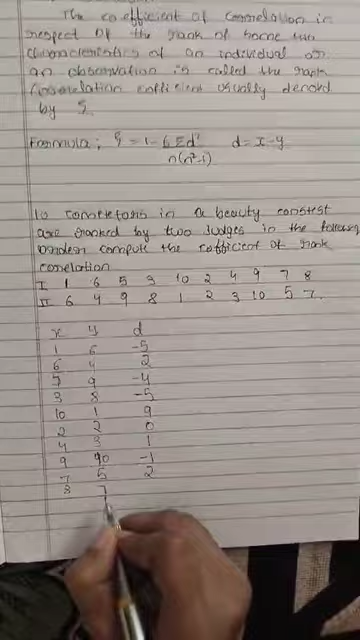 The coefficient of correlation in
respect of the rank of some two
characteristics of an individual or
an observation is called the rank
Correlation cofficient usually denoted
by ς
Formula; ς = 1 - 6Σd² d = x - y
n(n²-1)
10 competators in a beauty constest
are ranked by two Judges in the following
orders compute the cofficient of rank
correlation
I 1 6 5 3 10 2 4 9 7 8
II 6 4 9 8 1 2 3 10 5 7
x y d
1 6 -5
6 4 2
5 9 -4
3 8 -5
10 1 9
2 2 0
4 3 1
9 10 -1
7 5 2
8 7